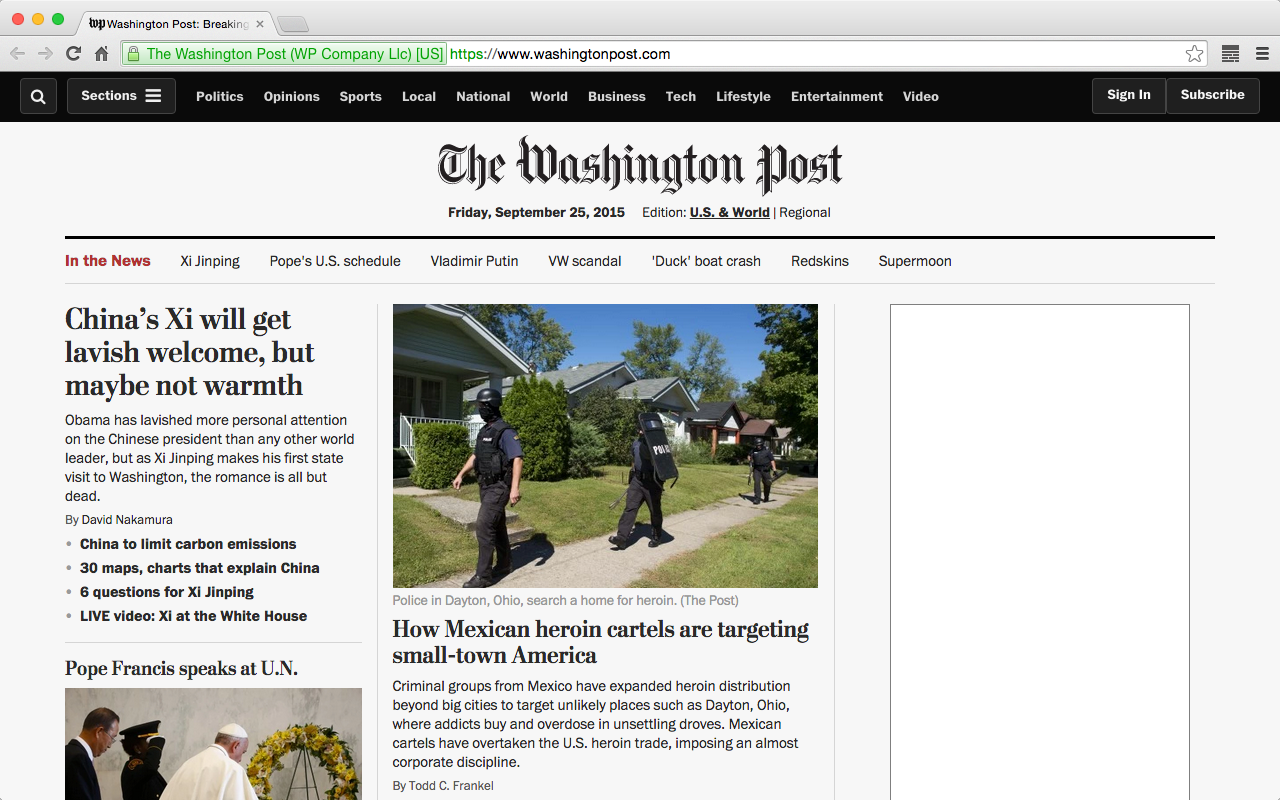 wp Washington Post: Breaking
The Washington Post (WP Company Llc) [US] https://www.washingtonpost.com
Sections Politics Opinions Sports Local National World Business Tech Lifestyle Entertainment Video Sign In Subscribe
The Washington Post
Friday, September 25, 2015 Edition: U.S. & World | Regional
In the News Xi Jinping Pope's U.S. schedule Vladimir Putin VW scandal 'Duck' boat crash Redskins Supermoon
China’s Xi will get
lavish welcome, but
maybe not warmth
Obama has lavished more personal attention
on the Chinese president than any other world
leader, but as Xi Jinping makes his first state
visit to Washington, the romance is all but
dead.
By David Nakamura
• China to limit carbon emissions
• 30 maps, charts that explain China
• 6 questions for Xi Jinping
• LIVE video: Xi at the White House
Pope Francis speaks at U.N.
POLICE
Police in Dayton, Ohio, search a home for heroin. (The Post)
How Mexican heroin cartels are targeting
small-town America
Criminal groups from Mexico have expanded heroin distribution
beyond big cities to target unlikely places such as Dayton, Ohio,
where addicts buy and overdose in unsettling droves. Mexican
cartels have overtaken the U.S. heroin trade, imposing an almost
corporate discipline.
By Todd C. Frankel